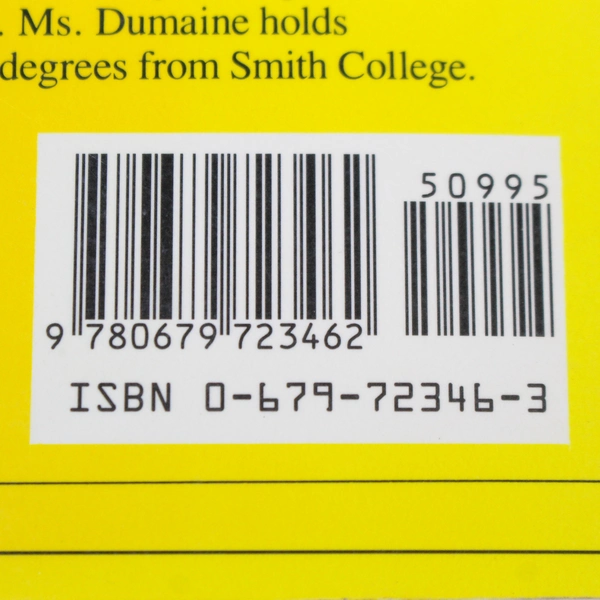 . Ms. Dumaine holds
degrees from Smith College.
50995
9 780679 723462
ISBN 0-679-72346-3